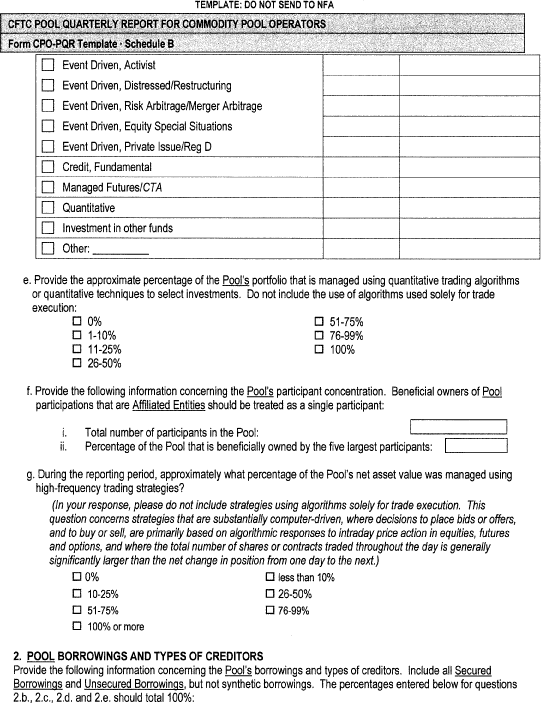 TEMPLATE: DO NOT SEND TO NFA
CFTC POOL QUARTERLY REPORT FOR COMMODITY POOL OPERATORS
Form CPO-PQR Template · Schedule B
Event Driven, Activist
Event Driven, Distressed/Restructuring
Event Driven, Risk Arbitrage/Merger Arbitrage
Event Driven, Equity Special Situations
Event Driven, Private Issue/Reg D
Credit, Fundamental
Managed Futures/CTA
Quantitative
Investment in other funds
Other: __________
e. Provide the approximate percentage of the Pool's portfolio that is managed using quantitative trading algorithms
or quantitative techniques to select investments. Do not include the use of algorithms used solely for trade
execution:
☐ 0% ☐ 51-75%
☐ 1-10% ☐ 76-99%
☐ 11-25% ☐ 100%
☐ 26-50%
f. Provide the following information concerning the Pool's participant concentration. Beneficial owners of Pool
participations that are Affiliated Entities should be treated as a single participant:
i. Total number of participants in the Pool:
ii. Percentage of the Pool that is beneficially owned by the five largest participants:
g. During the reporting period, approximately what percentage of the Pool's net asset value was managed using
high-frequency trading strategies?
(In your response, please do not include strategies using algorithms solely for trade execution. This
question concerns strategies that are substantially computer-driven, where decisions to place bids or offers,
and to buy or sell, are primarily based on algorithmic responses to intraday price action in equities, futures
and options, and where the total number of shares or contracts traded throughout the day is generally
significantly larger than the net change in position from one day to the next.)
☐ 0% ☐ less than 10%
☐ 10-25% ☐ 26-50%
☐ 51-75% ☐ 76-99%
☐ 100% or more
2. POOL BORROWINGS AND TYPES OF CREDITORS
Provide the following information concerning the Pool's borrowings and types of creditors. Include all Secured
Borrowings and Unsecured Borrowings, but not synthetic borrowings. The percentages entered below for questions
2.b., 2.c., 2.d. and 2.e. should total 100%: